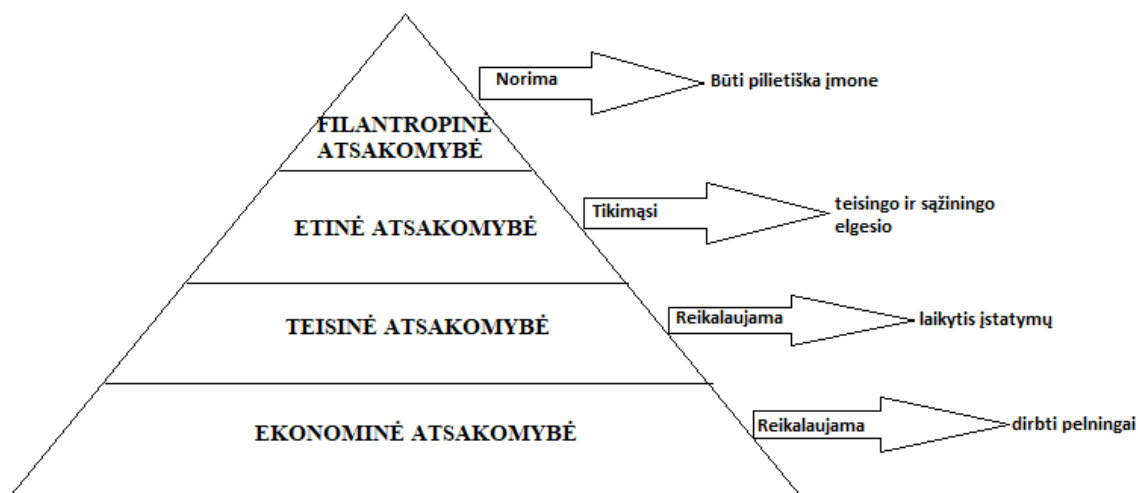 Norima
Būti pilietiška įmone
FILANTROPINĖ
ATSAKOMYBĖ
Tikimąsi
teisingo ir sąžiningo
elgesio
ETINĖ ATSAKOMYBĖ
Reikalaujama
laikytis įstatymų
TEISINĖ ATSAKOMYBĖ
Reikalaujama
dirbti pelningai
EKONOMINĖ ATSAKOMYBĖ